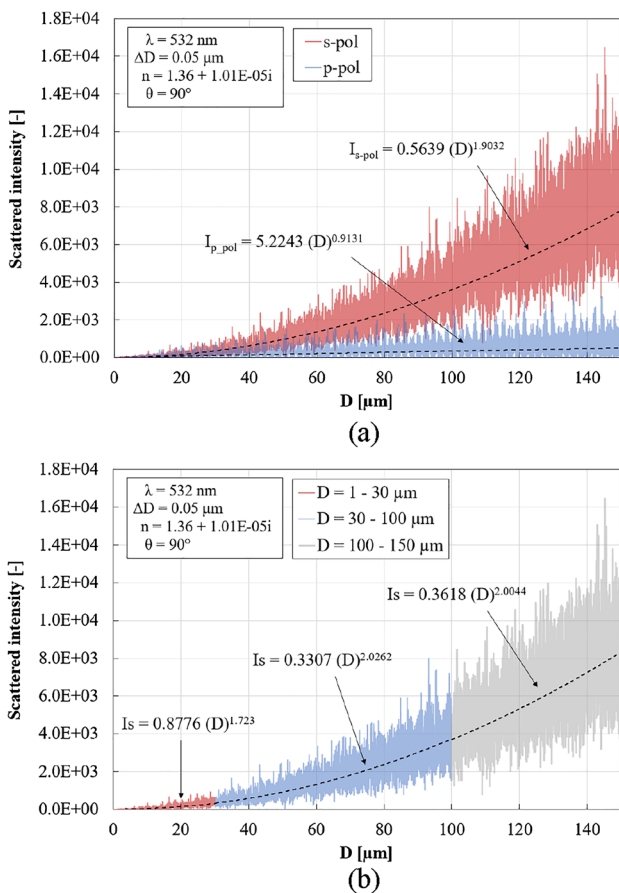 1.8E+04
1.6E+04
1.4E+04
1.2E+04
1.0E+04
8.0E+03
6.0E+03
4.0E+03
2.0E+03
0.0E+00
Scattered intensity [-]
λ = 532 nm
ΔD = 0.05 µm
n = 1.36 + 1.01E-05i
θ = 90°
s-pol
p-pol
I_{s-pol} = 0.5639 (D)^{1.9032}
I_{p_pol} = 5.2243 (D)^{0.9131}
0 20 40 60 80 100 120 140
D [µm]
(a)
1.8E+04
1.6E+04
1.4E+04
1.2E+04
1.0E+04
8.0E+03
6.0E+03
4.0E+03
2.0E+03
0.0E+00
Scattered intensity [-]
λ = 532 nm
ΔD = 0.05 µm
n = 1.36 + 1.01E-05i
θ = 90°
D = 1 - 30 µm
D = 30 - 100 µm
D = 100 - 150 µm
Is = 0.3618 (D)^{2.0044}
Is = 0.3307 (D)^{2.0262}
Is = 0.8776 (D)^{1.723}
0 20 40 60 80 100 120 140
D [µm]
(b)